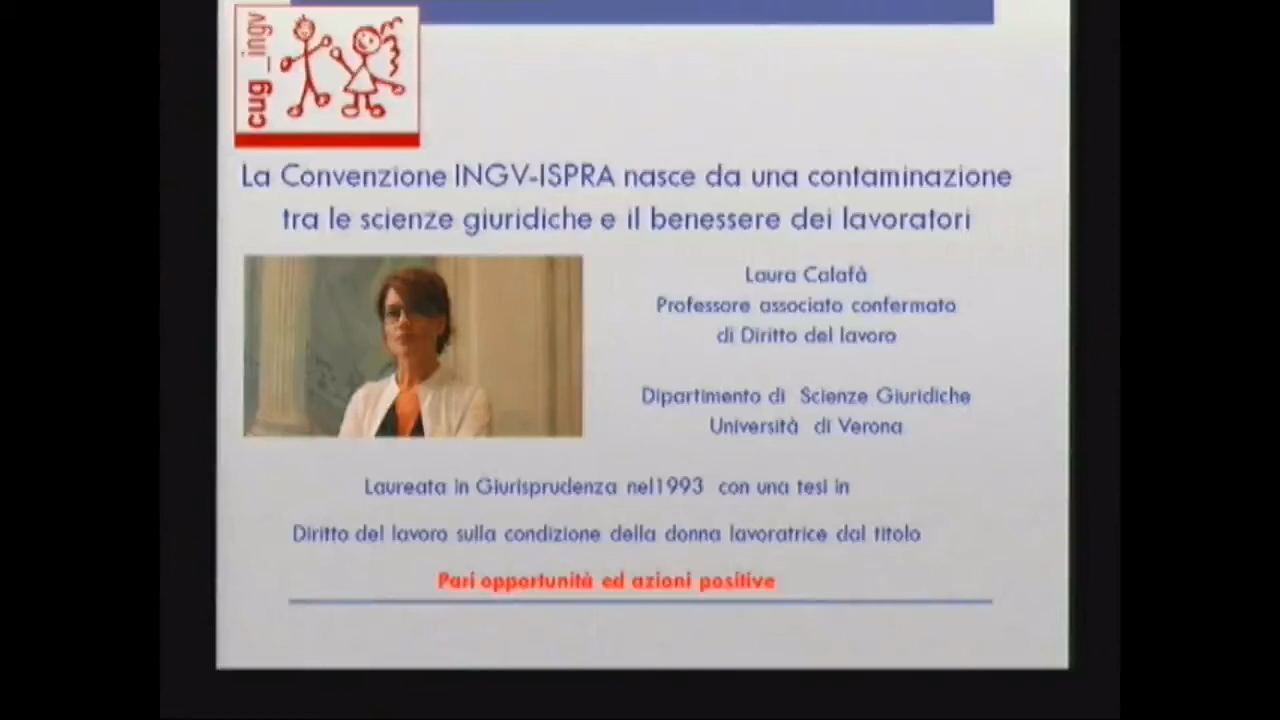 cug_ingv
La Convenzione INGV-ISPRA nasce da una contaminazione
tra le scienze giuridiche e il benessere dei lavoratori
Laura Calafà
Professore associato confermato
di Diritto del lavoro
Dipartimento di Scienze Giuridiche
Università di Verona
Laureata in Giurisprudenza nel1993 con una tesi in
Diritto del lavoro sulla condizione della donna lavoratrice dal titolo
Pari opportunità ed azioni positive